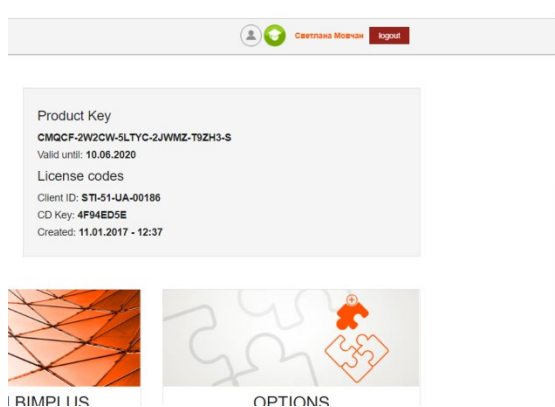 Светлана Мовчан logout
Product Key
CMQCF-2W2CW-5LTYC-2JWMZ-T9ZH3-S
Valid until: 10.06.2020
License codes
Client ID: STI-51-UA-00186
CD Key: 4F94ED5E
Created: 11.01.2017 - 12:37
BIMPLUS
OPTIONS